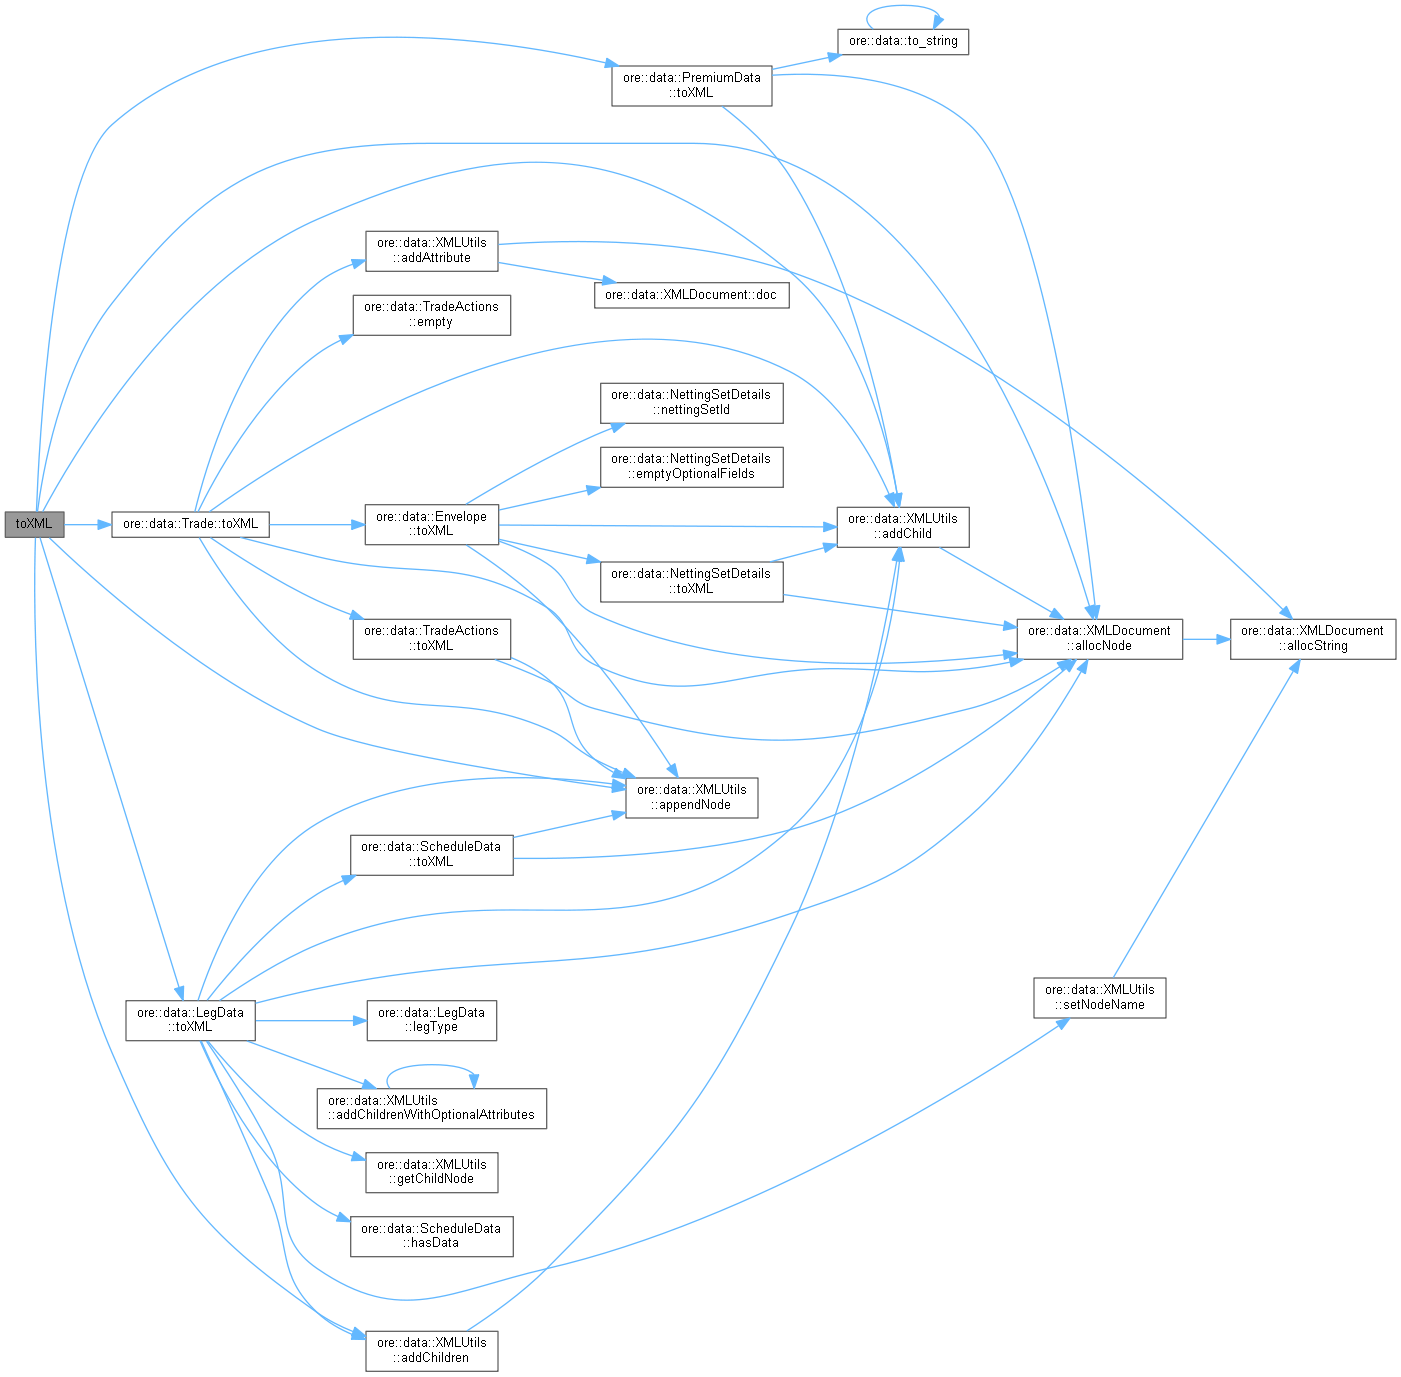 ore::data::to_string
ore::data::PremiumData
::toXML
ore::data::XMLUtils
::addAttribute
ore::data::XMLDocument::doc
ore::data::TradeActions
::empty
ore::data::NettingSetDetails
::nettingSetId
ore::data::NettingSetDetails
::emptyOptionalFields
toXML
ore::data::Trade::toXML
ore::data::Envelope
::toXML
ore::data::XMLUtils
::addChild
ore::data::NettingSetDetails
::toXML
ore::data::TradeActions
::toXML
ore::data::XMLDocument
::allocNode
ore::data::XMLDocument
::allocString
ore::data::XMLUtils
::appendNode
ore::data::ScheduleData
::toXML
ore::data::XMLUtils
::setNodeName
ore::data::LegData
::toXML
ore::data::LegData
::legType
ore::data::XMLUtils
::addChildrenWithOptionalAttributes
ore::data::XMLUtils
::getChildNode
ore::data::ScheduleData
::hasData
ore::data::XMLUtils
::addChildren